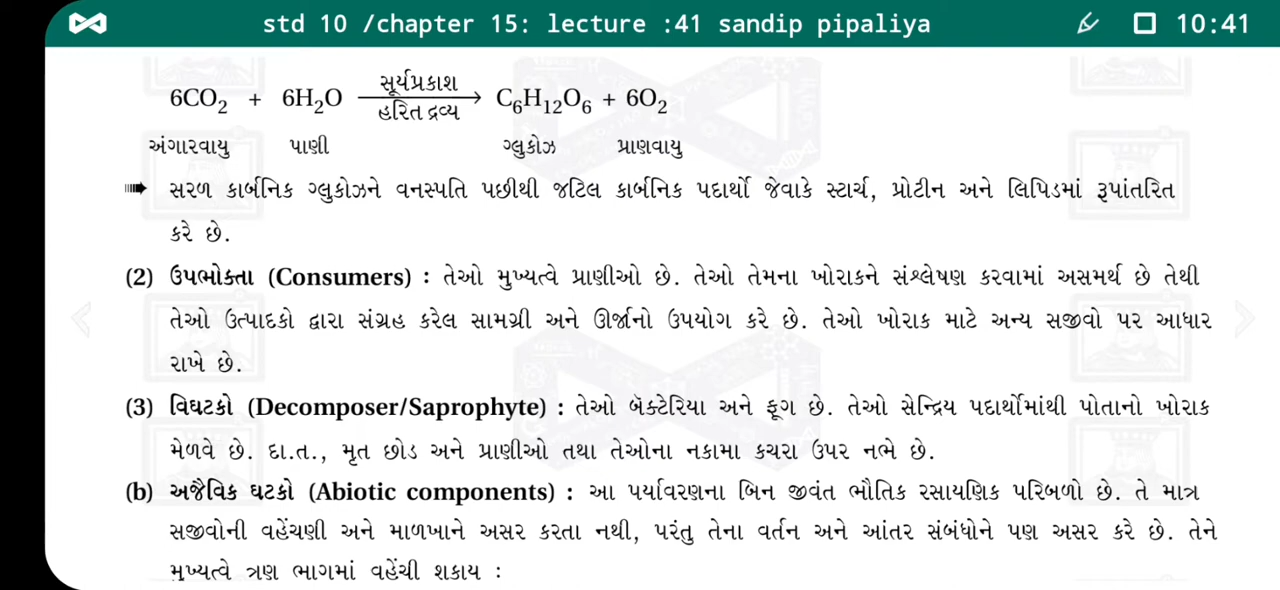 std 10 /chapter 15: lecture :41 sandip pipaliya 10:41
6CO2 + 6H2O સૂર્યપ્રકાશ → હરિત દ્રવ્ય C6H12O6 + 6O2
અંગારવાયુ પાણી ગ્લુકોઝ પ્રાણવાયુ
➠ સરળ કાર્બનિક ગ્લુકોઝને વનસ્પતિ પછીથી જટિલ કાર્બનિક પદાર્થો જેવાકે સ્ટાર્ચ, પ્રોટીન અને લિપિડમાં રૂપાંતરિત
કરે છે.
(2) ઉપભોક્તા (Consumers) : તેઓ મુખ્યત્વે પ્રાણીઓ છે. તેઓ તેમના ખોરાકને સંશ્લેષણ કરવામાં અસમર્થ છે તેથી
તેઓ ઉત્પાદકો દ્વારા સંગ્રહ કરેલ સામગ્રી અને ઊર્જાનો ઉપયોગ કરે છે. તેઓ ખોરાક માટે અન્ય સજીવો પર આધાર
રાખે છે.
(3) વિઘટકો (Decomposer/Saprophyte) : તેઓ બૅક્ટેરિયા અને ફૂગ છે. તેઓ સેન્દ્રિય પદાર્થોમાંથી પોતાનો ખોરાક
મેળવે છે. દા.ત., મૃત છોડ અને પ્રાણીઓ તથા તેઓના નકામા કચરા ઉપર નભે છે.
(b) અજૈવિક ઘટકો (Abiotic components) : આ પર્યાવરણના બિન જીવંત ભૌતિક રસાયણિક પરિબળો છે. તે માત્ર
સજીવોની વહેંચણી અને માળખાને અસર કરતા નથી, પરંતુ તેના વર્તન અને આંતર સંબંધોને પણ અસર કરે છે. તેને
મુખ્યત્વે ત્રણ ભાગમાં વહેંચી શકાય :